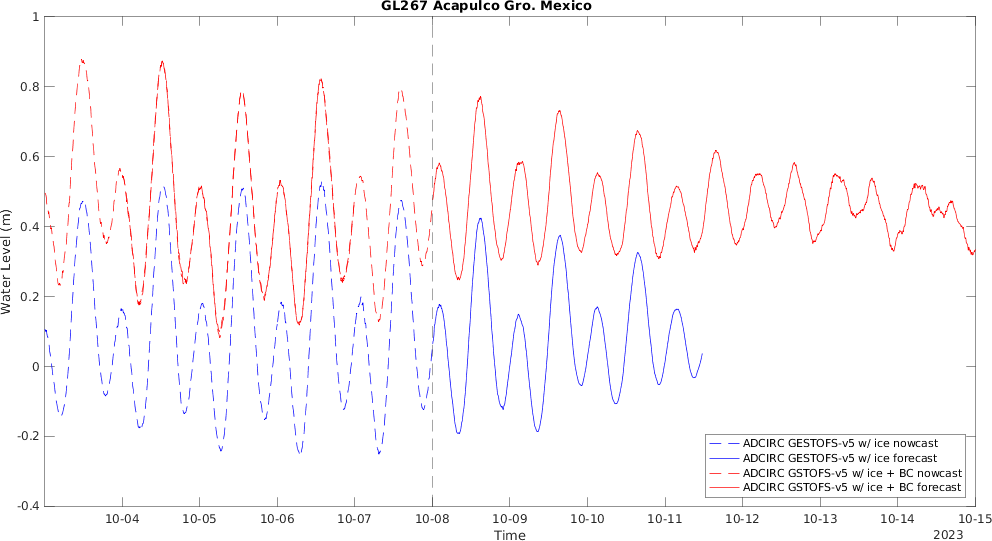 GL267 Acapulco Gro. Mexico
1
0.8
0.6
0.4
0.2
0
-0.2
-0.4
Water Level (m)
ADCIRC GESTOFS-v5 w/ ice nowcast
ADCIRC GESTOFS-v5 w/ ice forecast
ADCIRC GSTOFS-v5 w/ ice + BC nowcast
ADCIRC GSTOFS-v5 w/ ice + BC forecast
10-04 10-05 10-06 10-07 10-08 10-09 10-10 10-11 10-12 10-13 10-14 10-15
Time
2023